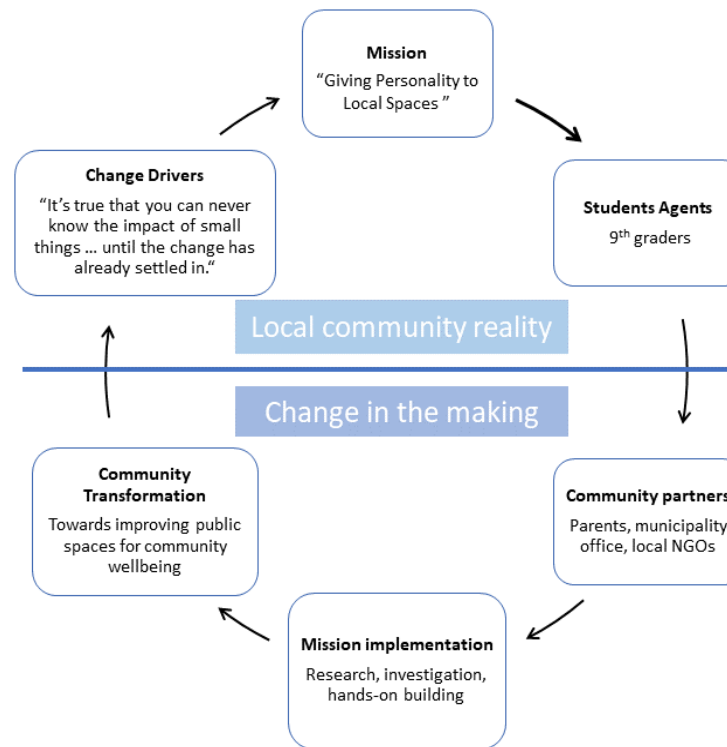 Mission
“Giving Personality to
Local Spaces ”
Students Agents
9th graders
Change Drivers
“It’s true that you can never
know the impact of small
things … until the change has
already settled in.“
Local community reality
Change in the making
Community partners
Parents, municipality
office, local NGOs
Mission implementation
Research, investigation,
hands-on building
Community
Transformation
Towards improving public
spaces for community
wellbeing